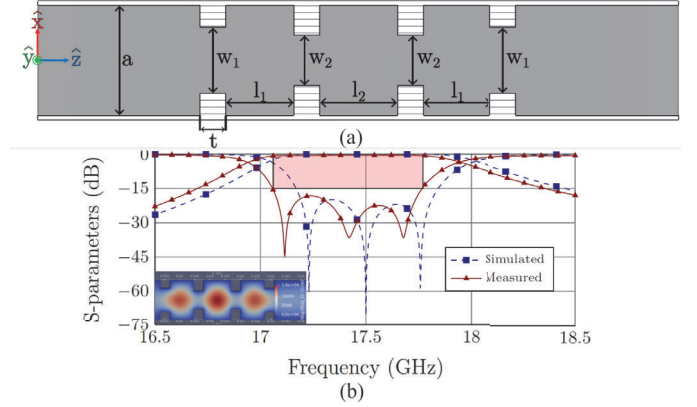 x̂
ŷ
ẑ
a
w₁
w₂
w₂
w₁
l₁
l₂
l₁
t
(a)
S-parameters (dB)
0
−15
−30
−45
−60
−75
Simulated
Measured
16.5
17
17.5
18
18.5
Frequency (GHz)
(b)